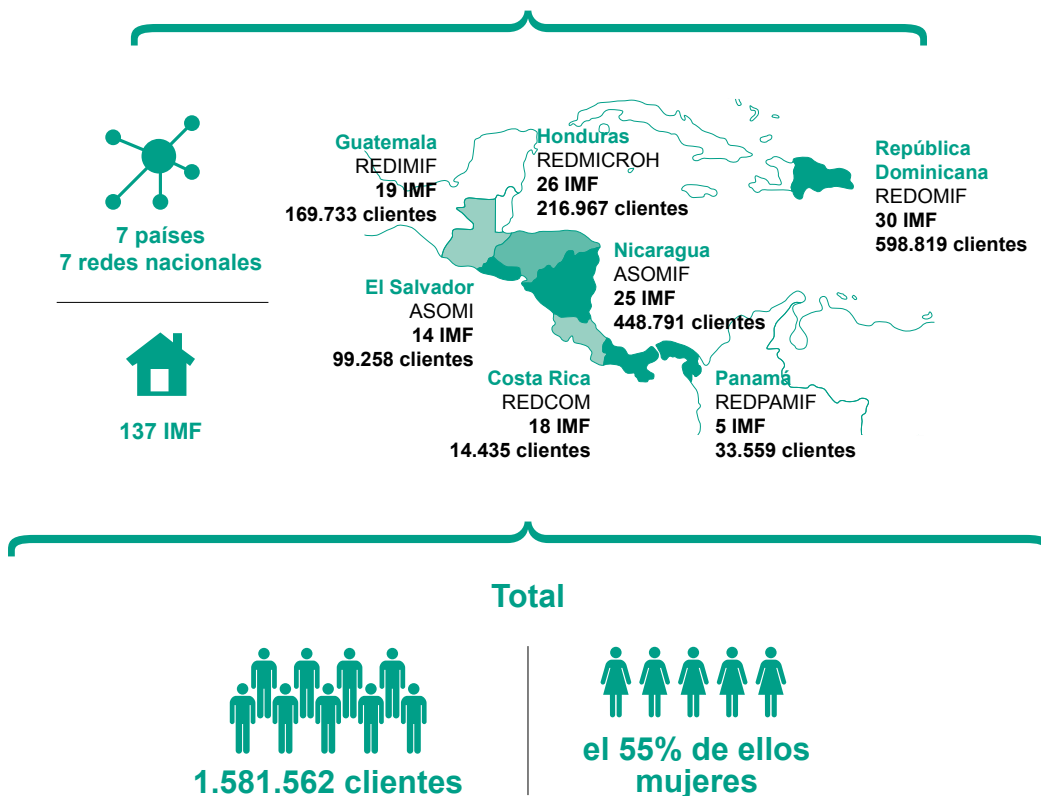 7 países
7 redes nacionales
137 IMF
Guatemala
REDIMIF
19 IMF
169.733 clientes
Honduras
REDMICROH
26 IMF
216.967 clientes
República
Dominicana
REDOMIF
30 IMF
598.819 clientes
El Salvador
ASOMI
14 IMF
99.258 clientes
Nicaragua
ASOMIF
25 IMF
448.791 clientes
Costa Rica
REDCOM
18 IMF
14.435 clientes
Panamá
REDPAMIF
5 IMF
33.559 clientes
Total
1.581.562 clientes
el 55% de ellos
mujeres